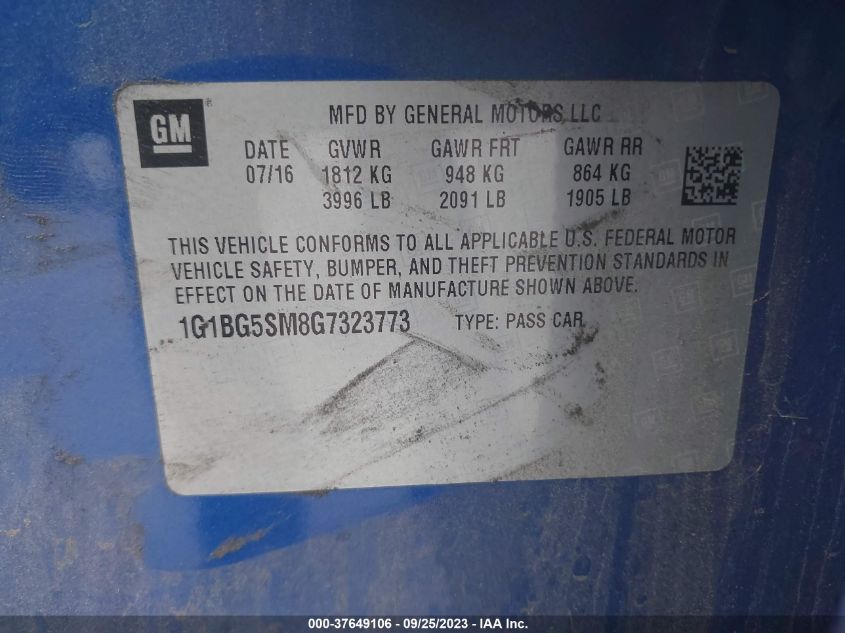 GM
MFD BY GENERAL MOTORS LLC
DATE GVWR GAWR FRT GAWR RR
07/16 1812 KG 948 KG 864 KG
3996 LB 2091 LB 1905 LB
THIS VEHICLE CONFORMS TO ALL APPLICABLE U.S. FEDERAL MOTOR
VEHICLE SAFETY, BUMPER, AND THEFT PREVENTION STANDARDS IN
EFFECT ON THE DATE OF MANUFACTURE SHOWN ABOVE.
1G1BG5SM8G7323773 TYPE: PASS CAR
000-37649106 - 09/25/2023 - IAA Inc.